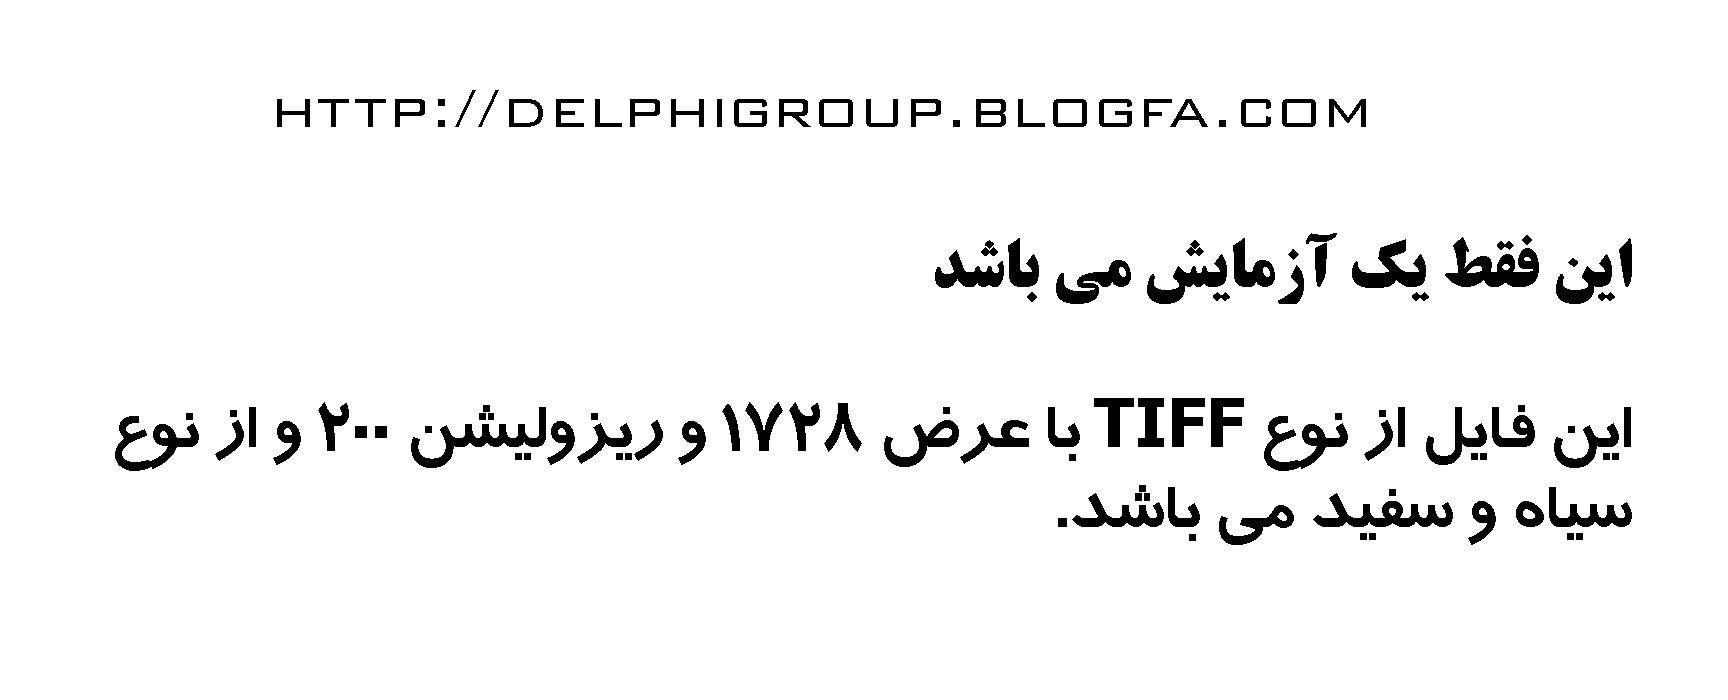 HTTP://DELPHIGROUP.BLOGFA.COM
این فقط یک آزمایش می باشد
این فایل از نوع TIFF با عرض ۱۷۲۸ و ریزولیشن ۲۰۰ و از نوع
سیاه و سفید می باشد.